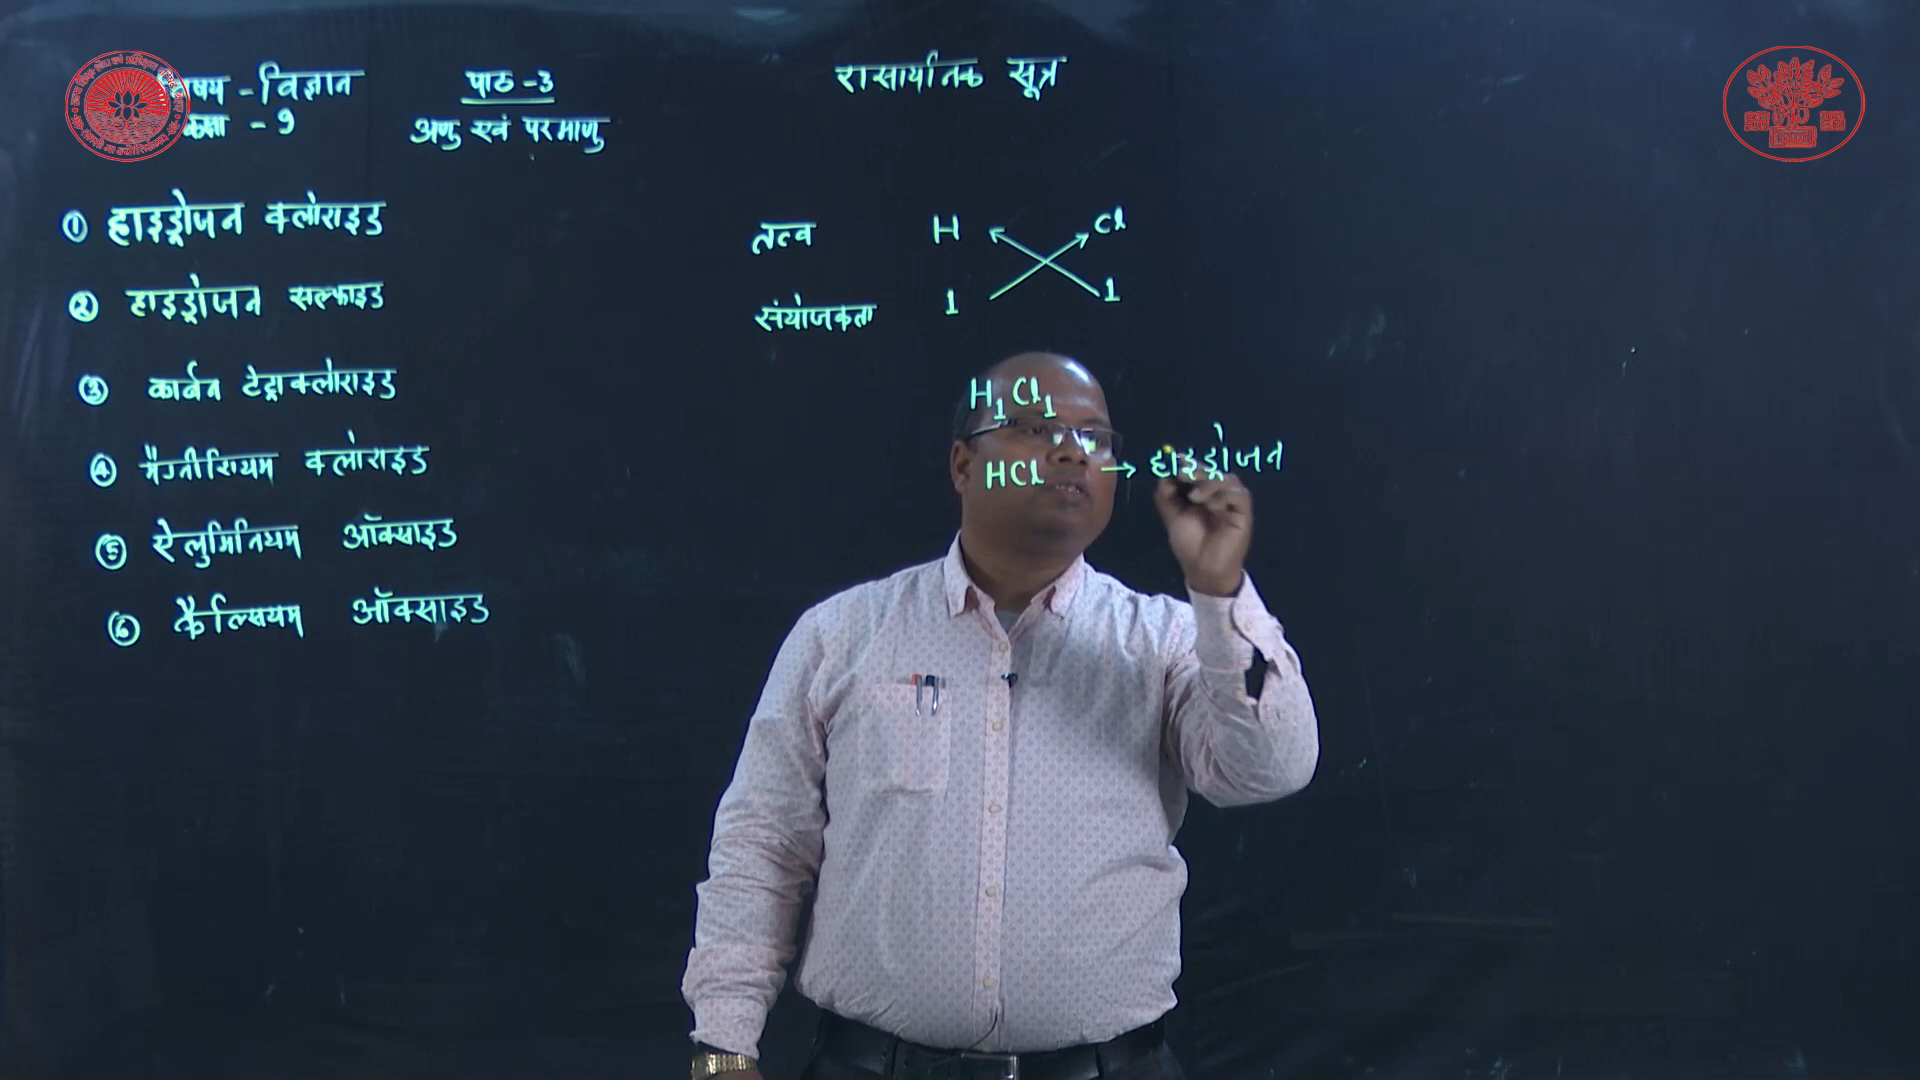 विषय - विज्ञान
कक्षा - 9
पाठ - 3
अणु एवं परमाणु
रासायनिक सूत्र
① हाइड्रोजन क्लोराइड
② हाइड्रोजन सल्फाइड
③ कार्बन टेट्राक्लोराइड
④ मैग्नीशियम क्लोराइड
⑤ ऐलुमिनियम ऑक्साइड
⑥ कैल्सियम ऑक्साइड
तत्व H Cl
संयोजकता 1 1
H₁Cl₁
HCl → हाइड्रोजन